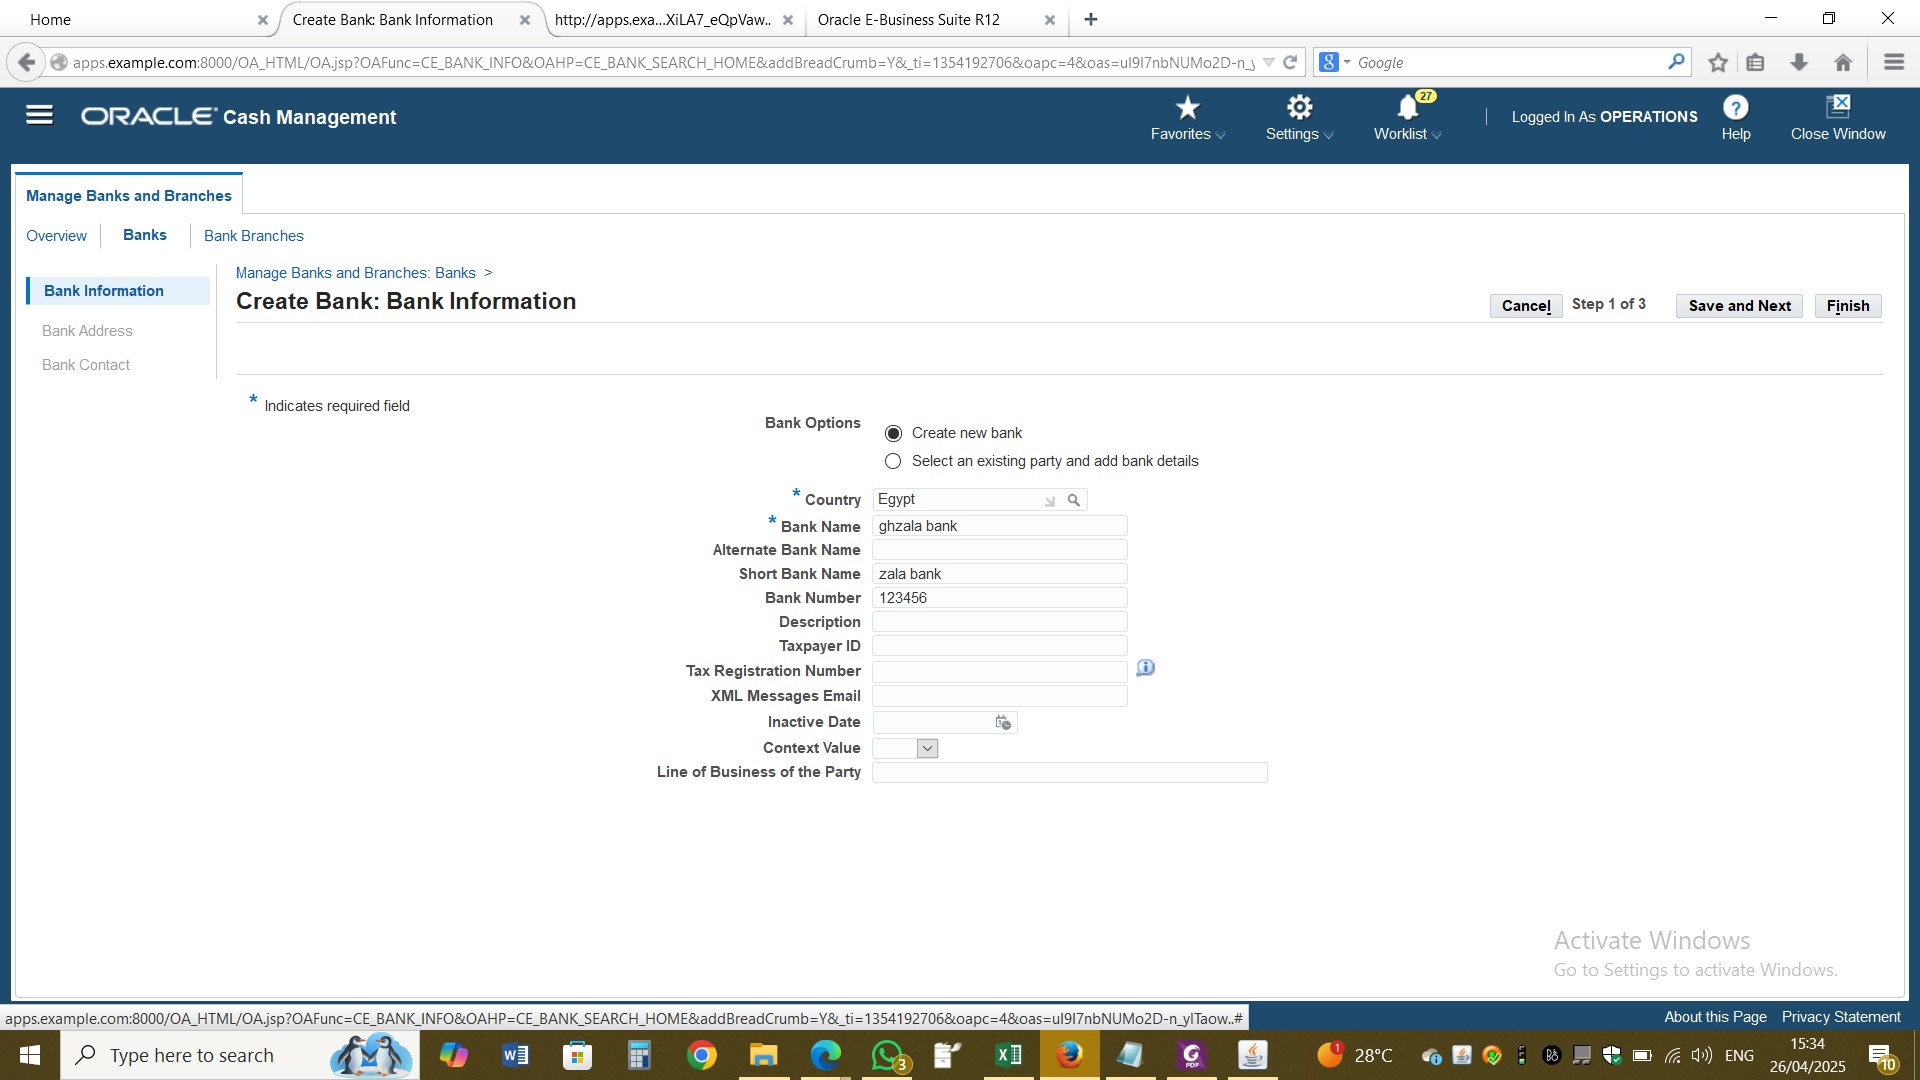 Home
Create Bank: Bank Information
http://apps.exa...XiLA7_eQpVaw..
Oracle E-Business Suite R12
apps.example.com:8000/OA_HTML/OA.jsp?OAFunc=CE_BANK_INFO&OAHP=CE_BANK_SEARCH_HOME&addBreadCrumb=Y&_ti=1354192706&oapc=4&oas=uI9I7nbNUMo2D-n_y
Google
ORACLE Cash Management
Favorites
Settings
27
Worklist
Logged In As OPERATIONS
Help
Close Window
Manage Banks and Branches
Overview
Banks
Bank Branches
Bank Information
Bank Address
Bank Contact
Manage Banks and Branches: Banks >
Create Bank: Bank Information
Cancel
Step 1 of 3
Save and Next
Finish
* Indicates required field
Bank Options
Create new bank
Select an existing party and add bank details
* Country Egypt
* Bank Name ghzala bank
Alternate Bank Name
Short Bank Name zala bank
Bank Number 123456
Description
Taxpayer ID
Tax Registration Number
XML Messages Email
Inactive Date
Context Value
Line of Business of the Party
Activate Windows
Go to Settings to activate Windows.
apps.example.com:8000/OA_HTML/OA.jsp?OAFunc=CE_BANK_INFO&OAHP=CE_BANK_SEARCH_HOME&addBreadCrumb=Y&_ti=1354192706&oapc=4&oas=uI9I7nbNUMo2D-n_yITaow..#
About this Page
Privacy Statement
Type here to search
3
1
28°C
ENG
15:34
26/04/2025
10